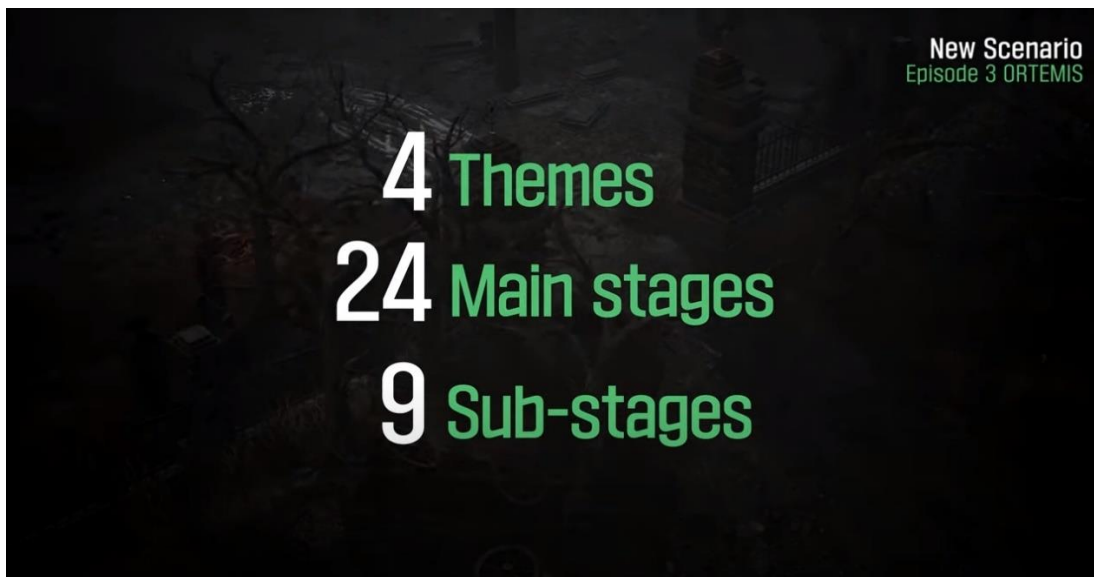 New Scenario
Episode 3 ORTEMIS
4 Themes
24 Main stages
9 Sub-stages